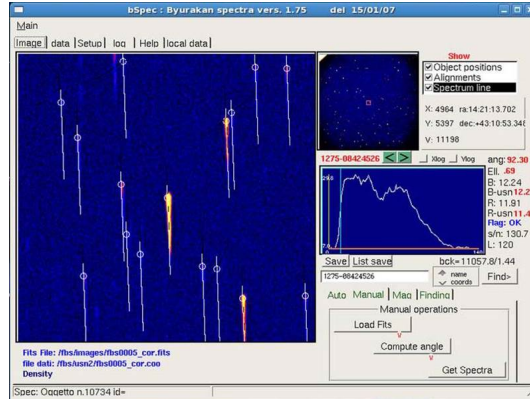 bSpec : Byurakan spectra vers. 1.75 del 15/01/07
Main
Image data Setup log Help local data
Show
Object positions
Alignments
Spectrum line
X: 4964 ra:14:21:13.702
Y: 5397 dec:+43:10:53.348
V: 11198
1275-08424526 < > Xlog Ylog ang: 92.30
Ell. .69
B: 12.24
B-usn 12.2
R: 11.91
R-usn 11.4
Flag: OK
s/n: 130.7
L: 120
Save List save bck=11057.8/1.44
1275-08424526 name coords Find>
Auto Manual Mag Finding
Manual operations
Load Fits
v
Compute angle
v
Get Spectra
Fits File: /fbs/images/fbs0005_cor.fits
file dati: /fbs/usn2/fbs0005_cor.coo
Density
Spec: Oggetto n.10734 id=